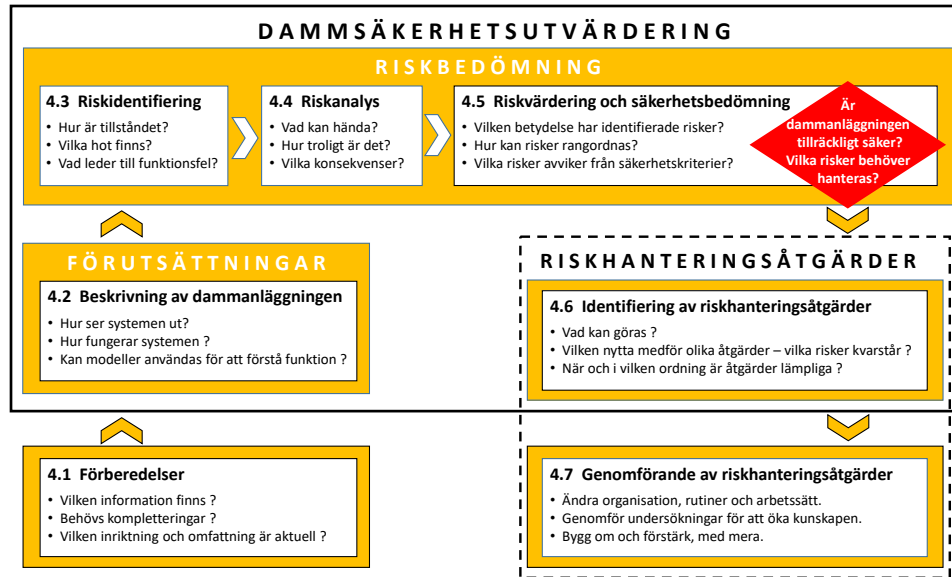 DAMMSÄKERHETSUTVÄRDERING
RISKBEDÖMNING
4.3 Riskidentifiering
• Hur är tillståndet?
• Vilka hot finns?
• Vad leder till funktionsfel?
4.4 Riskanalys
• Vad kan hända?
• Hur troligt är det?
• Vilka konsekvenser?
4.5 Riskvärdering och säkerhetsbedömning
• Vilken betydelse har identifierade risker?
• Hur kan risker rangordnas?
• Vilka risker avviker från säkerhetskriterier?
Är
dammanläggningen
tillräckligt säker?
Vilka risker behöver
hanteras?
FÖRUTSÄTTNINGAR
4.2 Beskrivning av dammanläggningen
• Hur ser systemen ut?
• Hur fungerar systemen ?
• Kan modeller användas för att förstå funktion ?
RISKHANTERINGSÅTGÄRDER
4.6 Identifiering av riskhanteringsåtgärder
• Vad kan göras ?
• Vilken nytta medför olika åtgärder – vilka risker kvarstår ?
• När och i vilken ordning är åtgärder lämpliga ?
4.1 Förberedelser
• Vilken information finns ?
• Behövs kompletteringar ?
• Vilken inriktning och omfattning är aktuell ?
4.7 Genomförande av riskhanteringsåtgärder
• Ändra organisation, rutiner och arbetssätt.
• Genomför undersökningar för att öka kunskapen.
• Bygg om och förstärk, med mera.